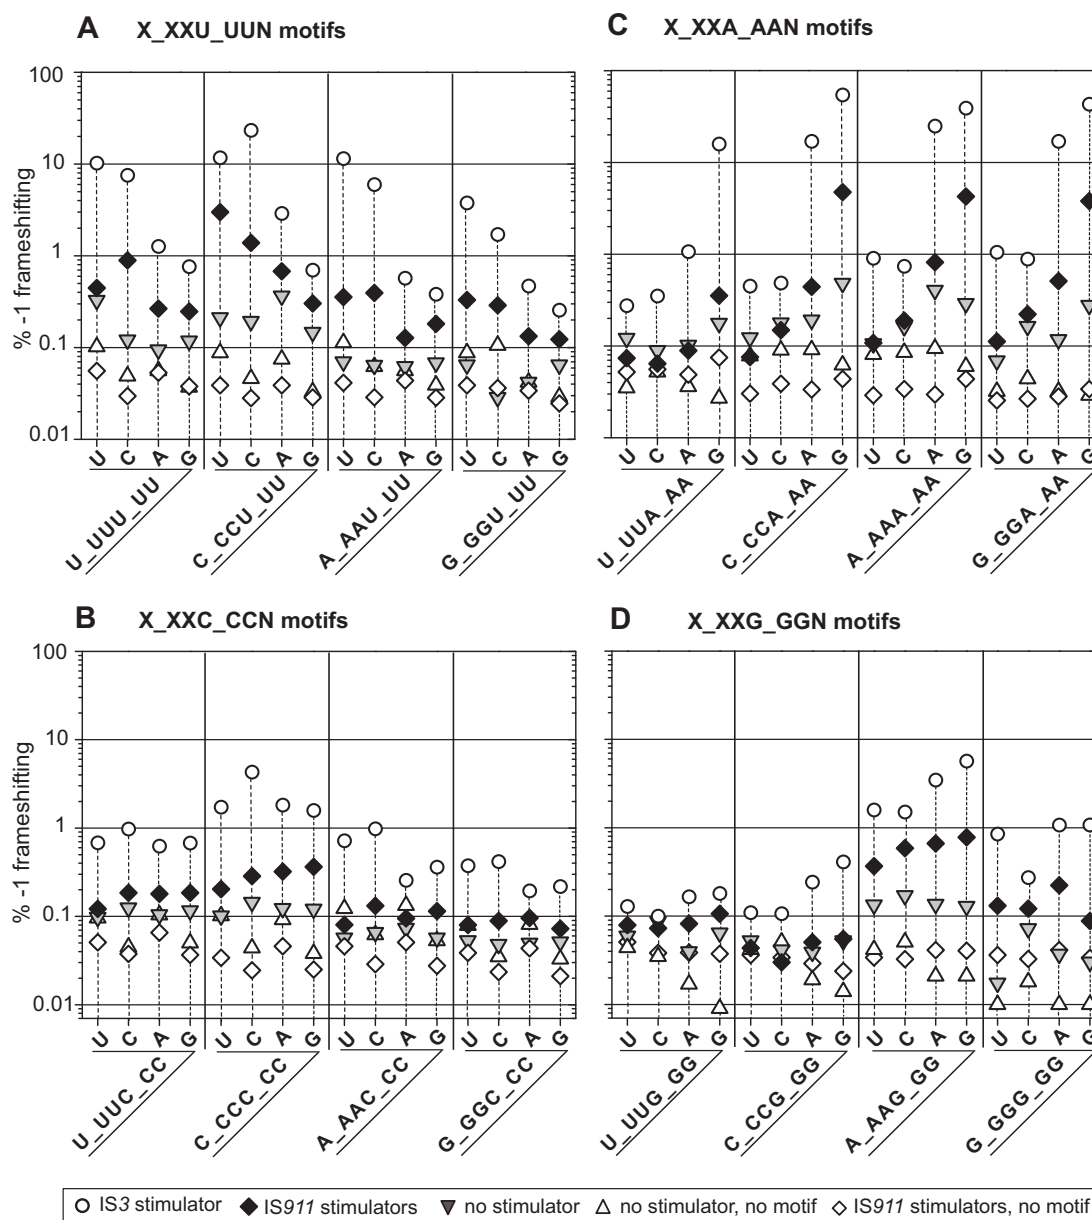 A X_XXU_UUN motifs
% -1 frameshifting
100
10
1
0.1
0.01
U C A G U C A G U C A G U C A G
U_UUU_UU C_CCU_UU A_AAU_UU G_GGU_UU
C X_XXA_AAN motifs
U C A G U C A G U C A G U C A G
U_UUA_AA C_CCA_AA A_AAA_AA G_GGA_AA
B X_XXC_CCN motifs
% -1 frameshifting
100
10
1
0.1
0.01
U C A G U C A G U C A G U C A G
U_UUC_CC C_CCC_CC A_AAC_CC G_GGC_CC
D X_XXG_GGN motifs
U C A G U C A G U C A G U C A G
U_UUG_GG C_CCG_GG A_AAG_GG G_GGG_GG
IS3 stimulator IS911 stimulators no stimulator no stimulator, no motif IS911 stimulators, no motif